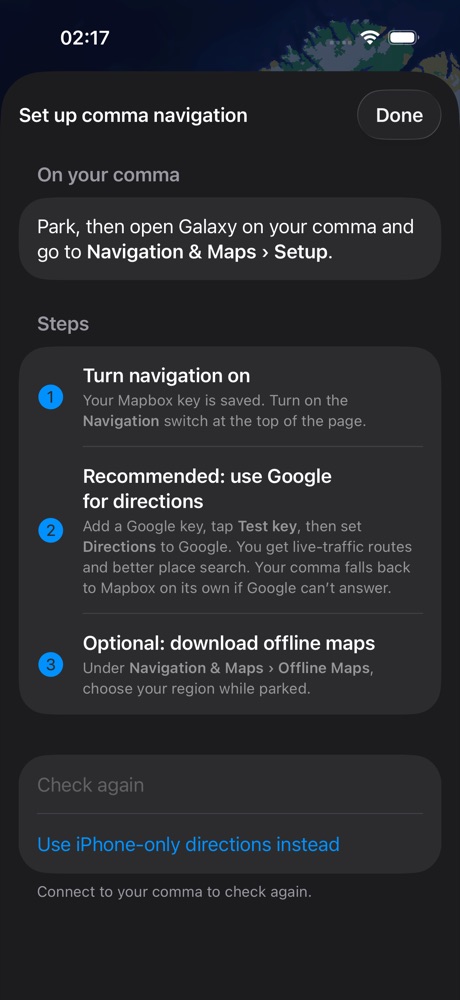 02:17
Set up comma navigation
Done
On your comma
Park, then open Galaxy on your comma and
go to Navigation & Maps › Setup.
Steps
1
Turn navigation on
Your Mapbox key is saved. Turn on the
Navigation switch at the top of the page.
2
Recommended: use Google
for directions
Add a Google key, tap Test key, then set
Directions to Google. You get live-traffic routes
and better place search. Your comma falls back
to Mapbox on its own if Google can’t answer.
3
Optional: download offline maps
Under Navigation & Maps › Offline Maps,
choose your region while parked.
Check again
Use iPhone-only directions instead
Connect to your comma to check again.